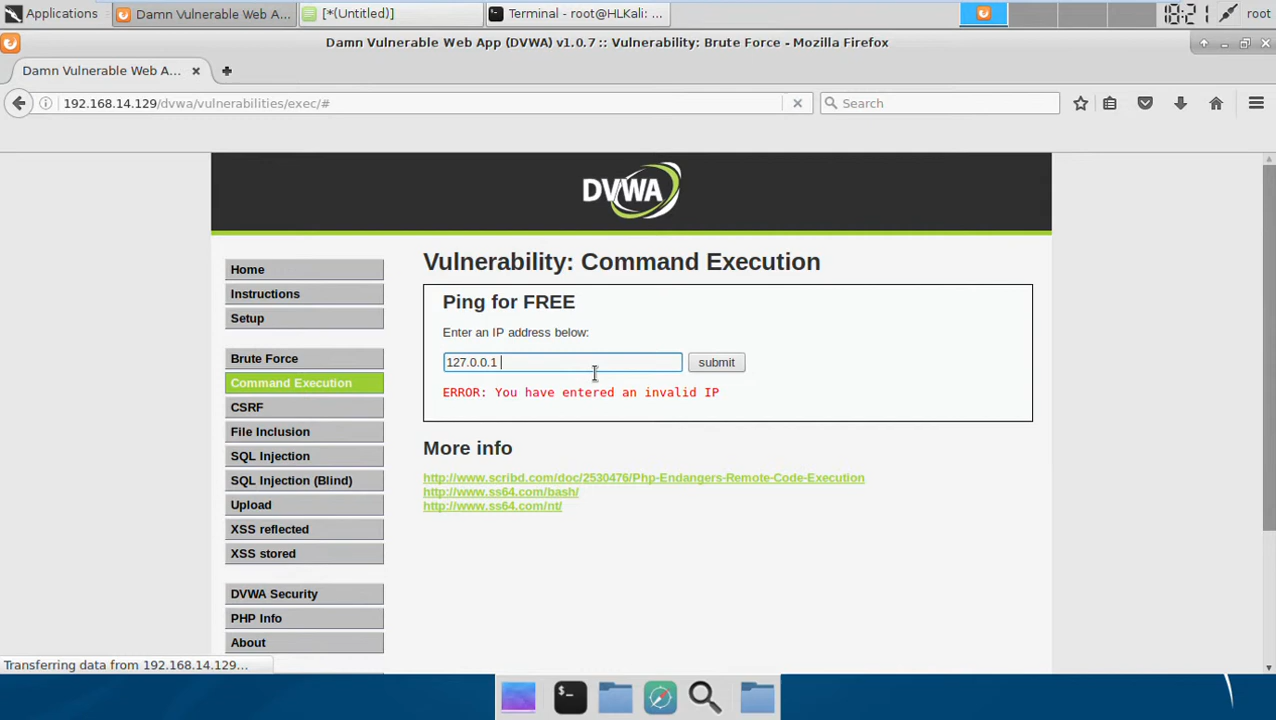 Applications
Damn Vulnerable Web A...
[*(Untitled)]
Terminal - root@HLKali: ...
18:21
root
Damn Vulnerable Web App (DVWA) v1.0.7 :: Vulnerability: Brute Force - Mozilla Firefox
Damn Vulnerable Web A...
192.168.14.129/dvwa/vulnerabilities/exec/#
Search
DVWA
Home
Instructions
Setup
Brute Force
Command Execution
CSRF
File Inclusion
SQL Injection
SQL Injection (Blind)
Upload
XSS reflected
XSS stored
DVWA Security
PHP Info
About
Vulnerability: Command Execution
Ping for FREE
Enter an IP address below:
127.0.0.1
submit
ERROR: You have entered an invalid IP
More info
http://www.scribd.com/doc/2530476/Php-Endangers-Remote-Code-Execution
http://www.ss64.com/bash/
http://www.ss64.com/nt/
Transferring data from 192.168.14.129...
$_